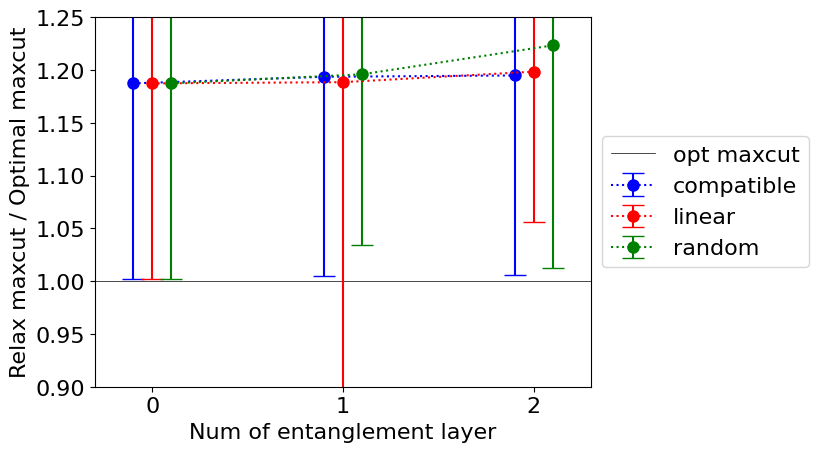 Relax maxcut / Optimal maxcut
1.25
1.20
1.15
1.10
1.05
1.00
0.95
0.90
0
1
2
Num of entanglement layer
opt maxcut
compatible
linear
random